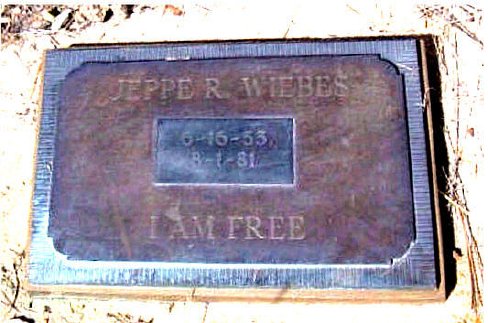 JEPPE R. WIEBES
6-16-53
8-1-81
I AM FREE